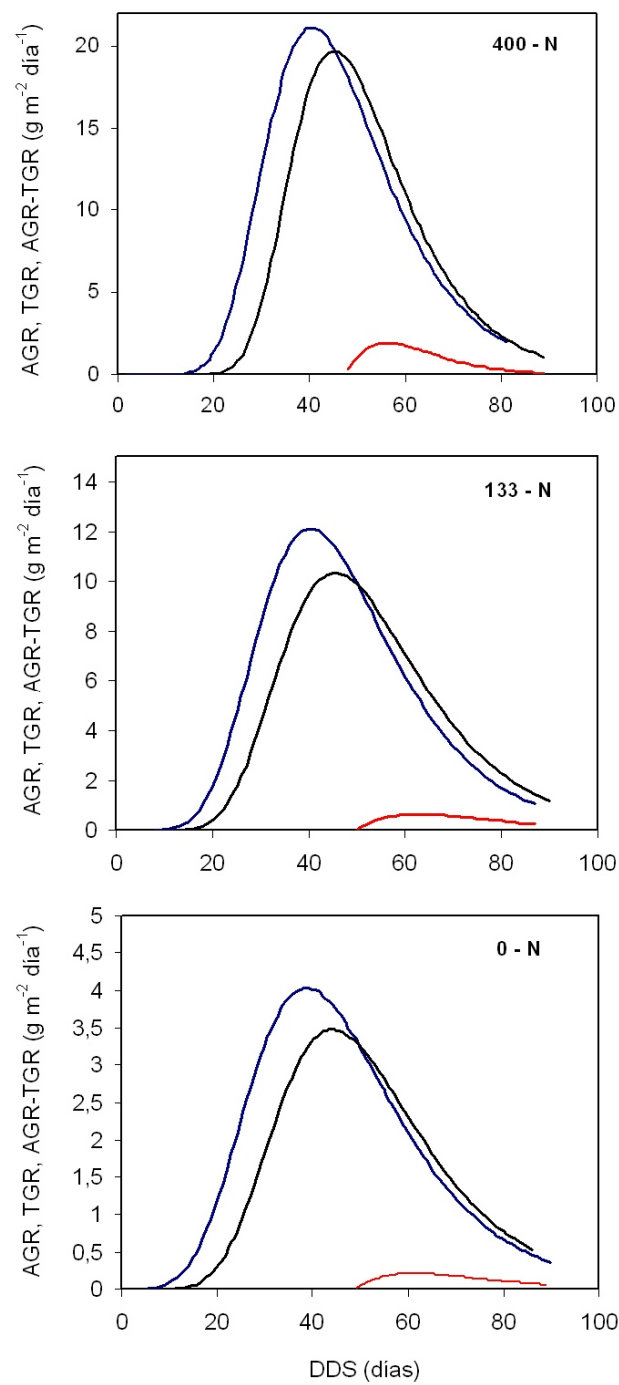 400 - N
AGR, TGR, AGR-TGR (g m⁻² dia⁻¹)
20
15
10
5
0
0 20 40 60 80 100
133 - N
AGR, TGR, AGR-TGR (g m⁻² dia⁻¹)
14
12
10
8
6
4
2
0
0 20 40 60 80 100
0 - N
AGR, TGR, AGR-TGR (g m⁻² dia⁻¹)
5
4,5
4
3,5
3
2,5
2
1,5
1
0,5
0
0 20 40 60 80 100
DDS (dias)